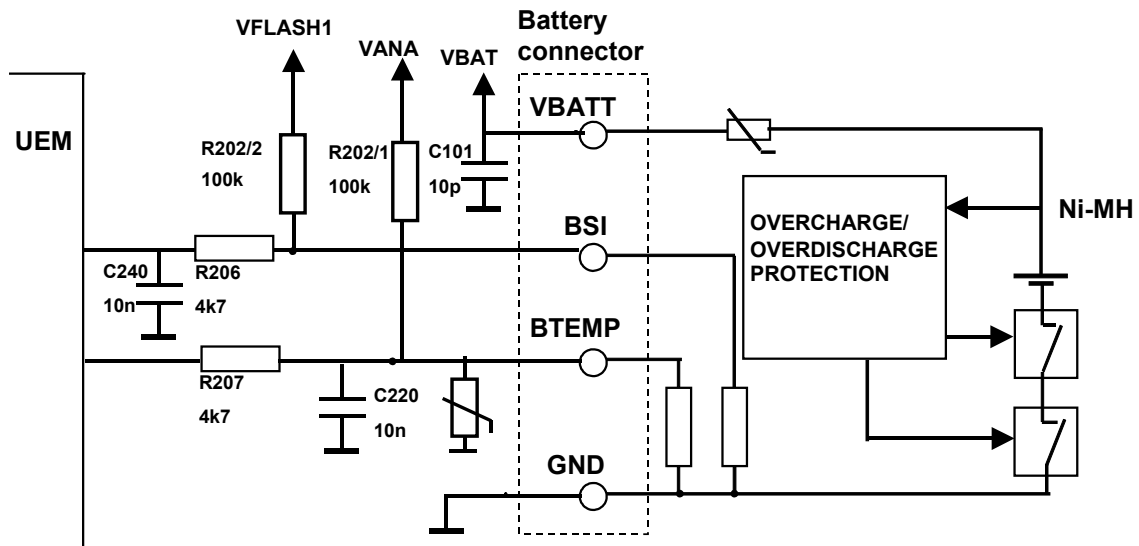 Battery
connector
VFLASH1
VANA
VBAT
VBATT
UEM
R202/2
100k
R202/1
100k
C101
10p
BSI
OVERCHARGE/
OVERDISCHARGE
PROTECTION
Ni-MH
C240
10n
R206
4k7
BTEMP
R207
4k7
C220
10n
GND